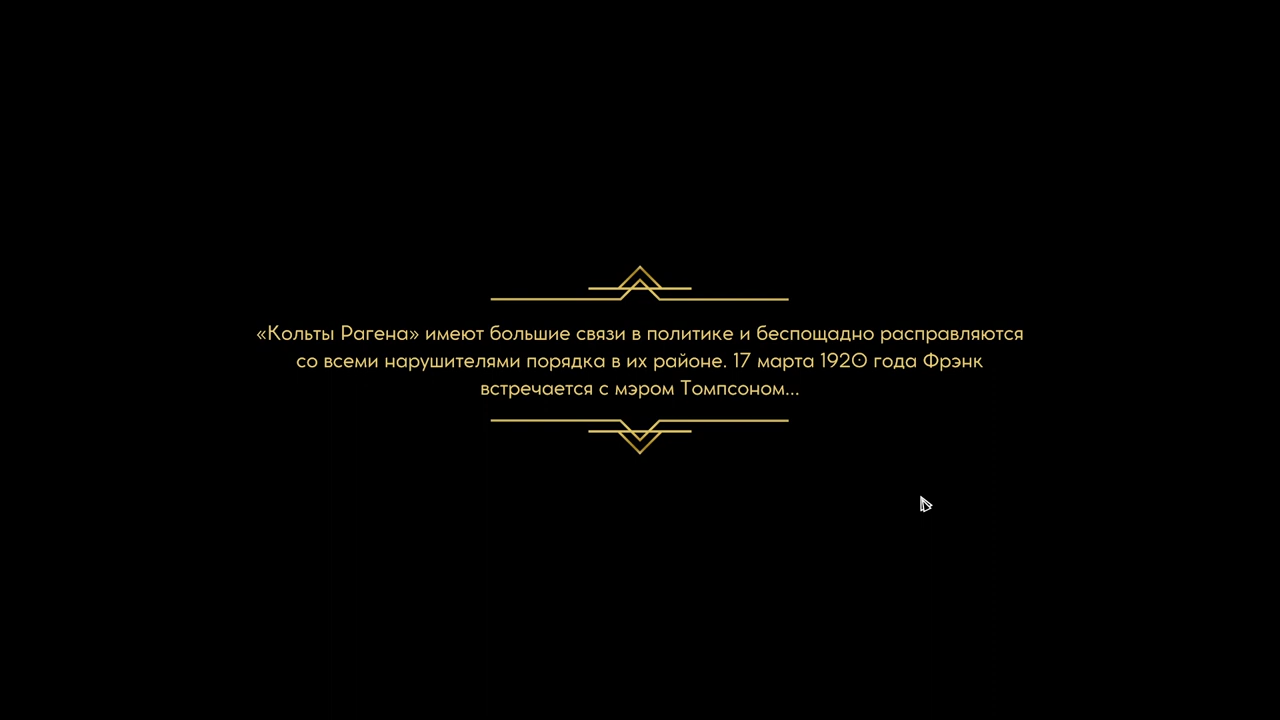 «Кольты Рагена» имеют большие связи в политике и беспощадно расправляются
со всеми нарушителями порядка в их районе. 17 марта 1920 года Фрэнк
встречается с мэром Томпсоном...